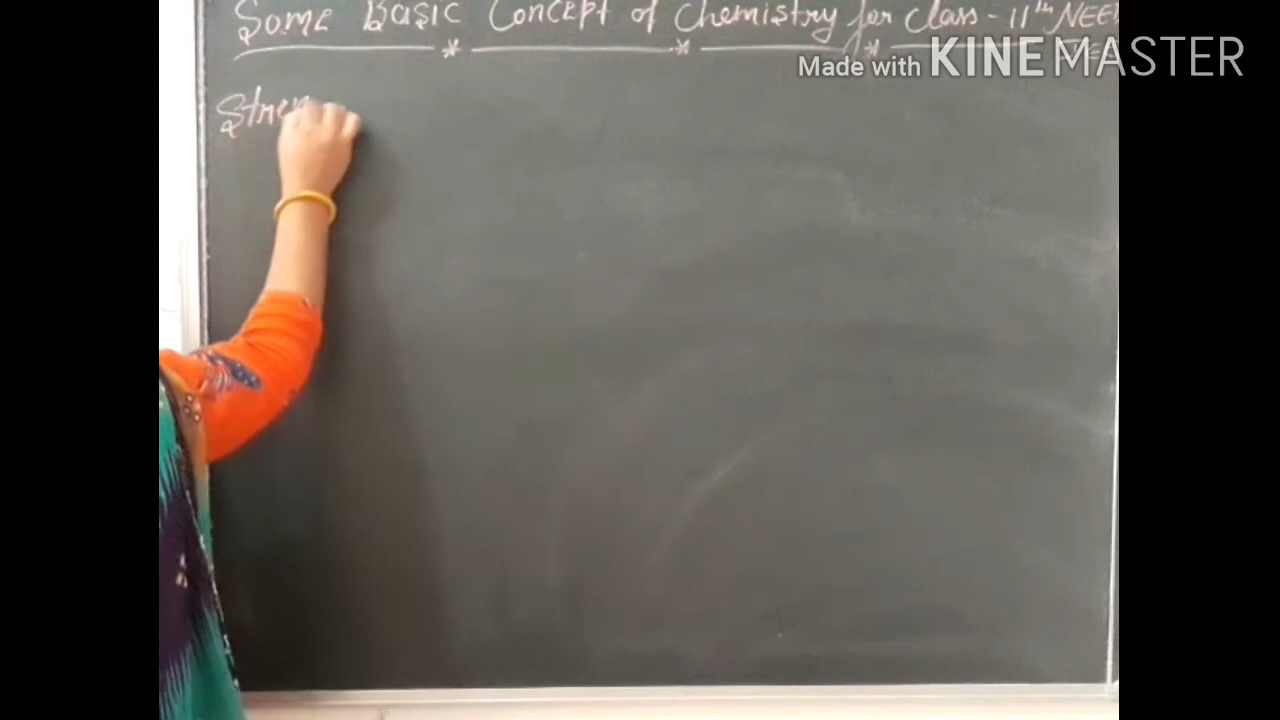 Some Basic Concept of Chemistry for Class - 11th NEET
Made with KINEMASTER
Stren